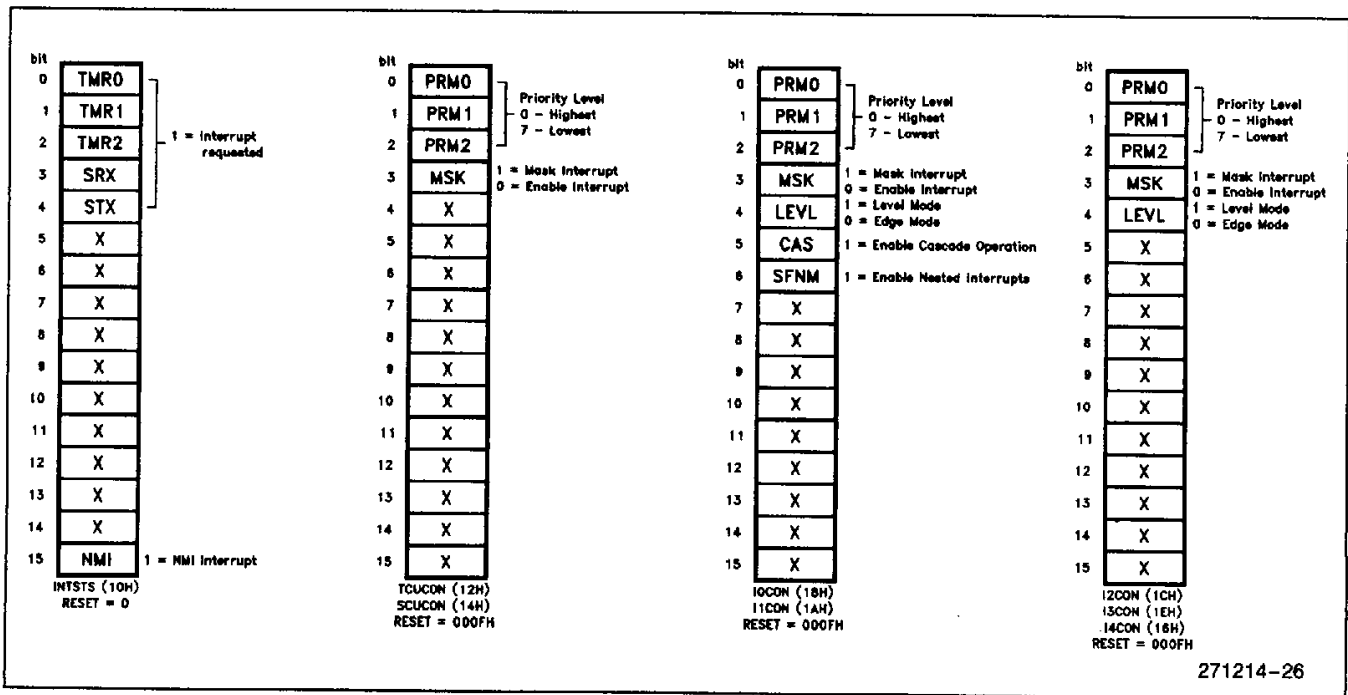 bit
0 TMR0
1 TMR1
2 TMR2
3 SRX
4 STX
5 X
6 X
7 X
8 X
9 X
10 X
11 X
12 X
13 X
14 X
15 NMI
1 = Interrupt
requested
1 = NMI Interrupt
INTSTS (10H)
RESET = 0
bit
0 PRM0
1 PRM1
2 PRM2
3 MSK
4 X
5 X
6 X
7 X
8 X
9 X
10 X
11 X
12 X
13 X
14 X
15 X
Priority Level
0 - Highest
7 - Lowest
1 = Mask Interrupt
0 = Enable Interrupt
TCUCON (12H)
SCUCON (14H)
RESET = 000FH
bit
0 PRM0
1 PRM1
2 PRM2
3 MSK
4 LEVL
5 CAS
6 SFNM
7 X
8 X
9 X
10 X
11 X
12 X
13 X
14 X
15 X
Priority Level
0 - Highest
7 - Lowest
1 = Mask Interrupt
0 = Enable Interrupt
1 = Level Mode
0 = Edge Mode
1 = Enable Cascade Operation
1 = Enable Nested Interrupts
I0CON (18H)
I1CON (1AH)
RESET = 000FH
bit
0 PRM0
1 PRM1
2 PRM2
3 MSK
4 LEVL
5 X
6 X
7 X
8 X
9 X
10 X
11 X
12 X
13 X
14 X
15 X
Priority Level
0 - Highest
7 - Lowest
1 = Mask Interrupt
0 = Enable Interrupt
1 = Level Mode
0 = Edge Mode
I2CON (1CH)
I3CON (1EH)
I4CON (16H)
RESET = 000FH
271214-26